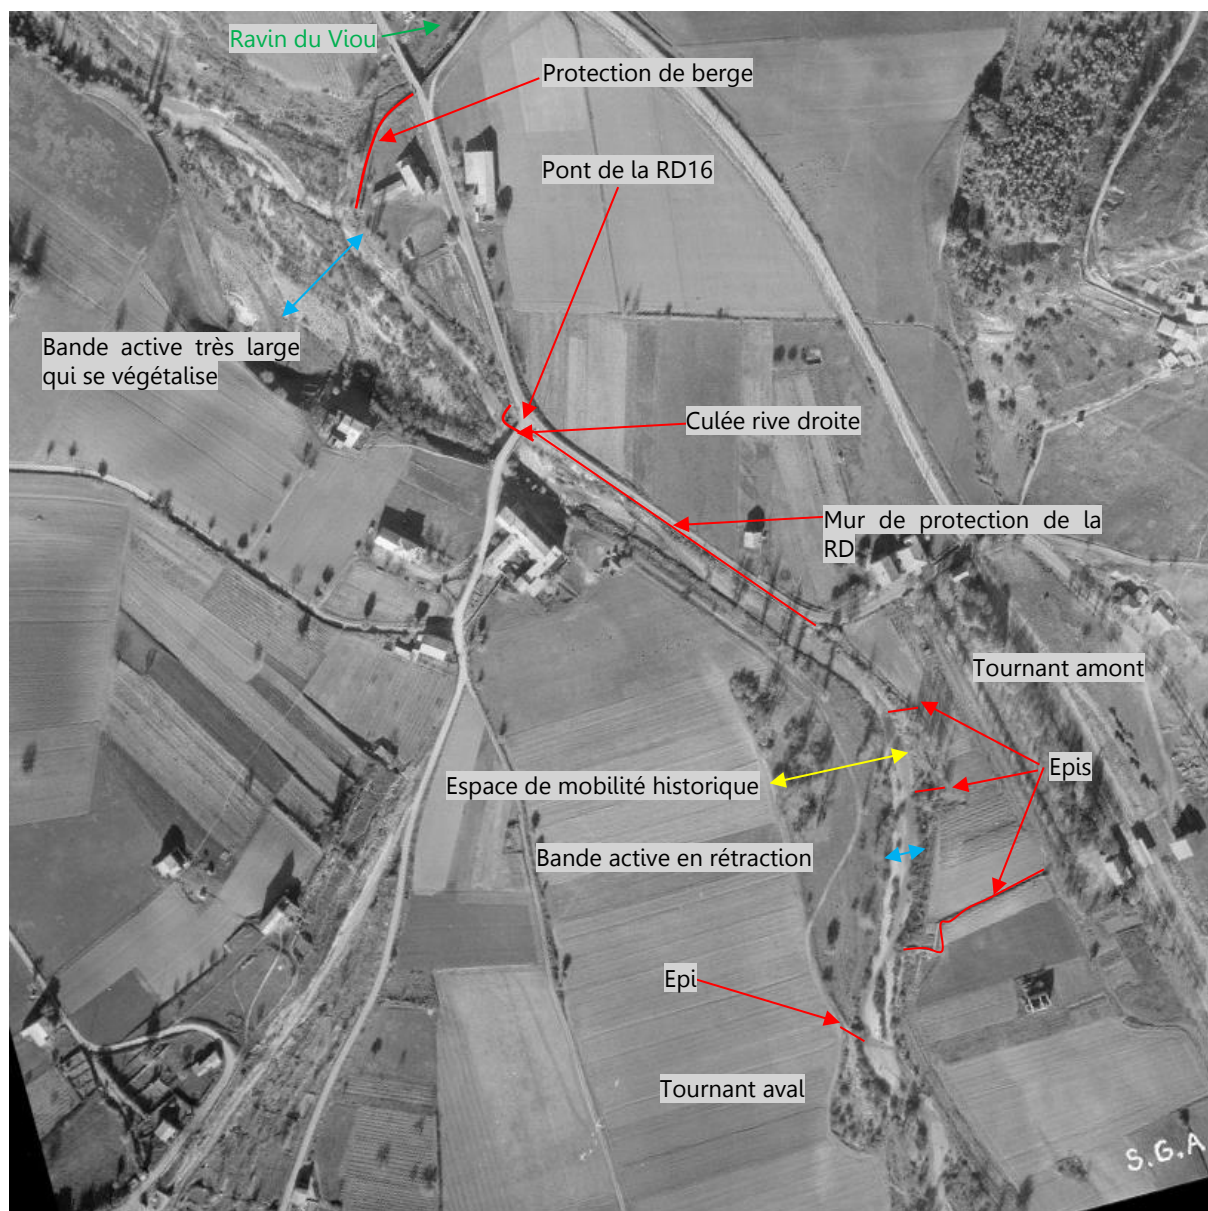 Ravin du Viou
Protection de berge
Pont de la RD16
Bande active très large
qui se végétalise
Culée rive droite
Mur de protection de la
RD
Tournant amont
Epis
Espace de mobilité historique
Bande active en rétraction
Epi
Tournant aval
S.G.A